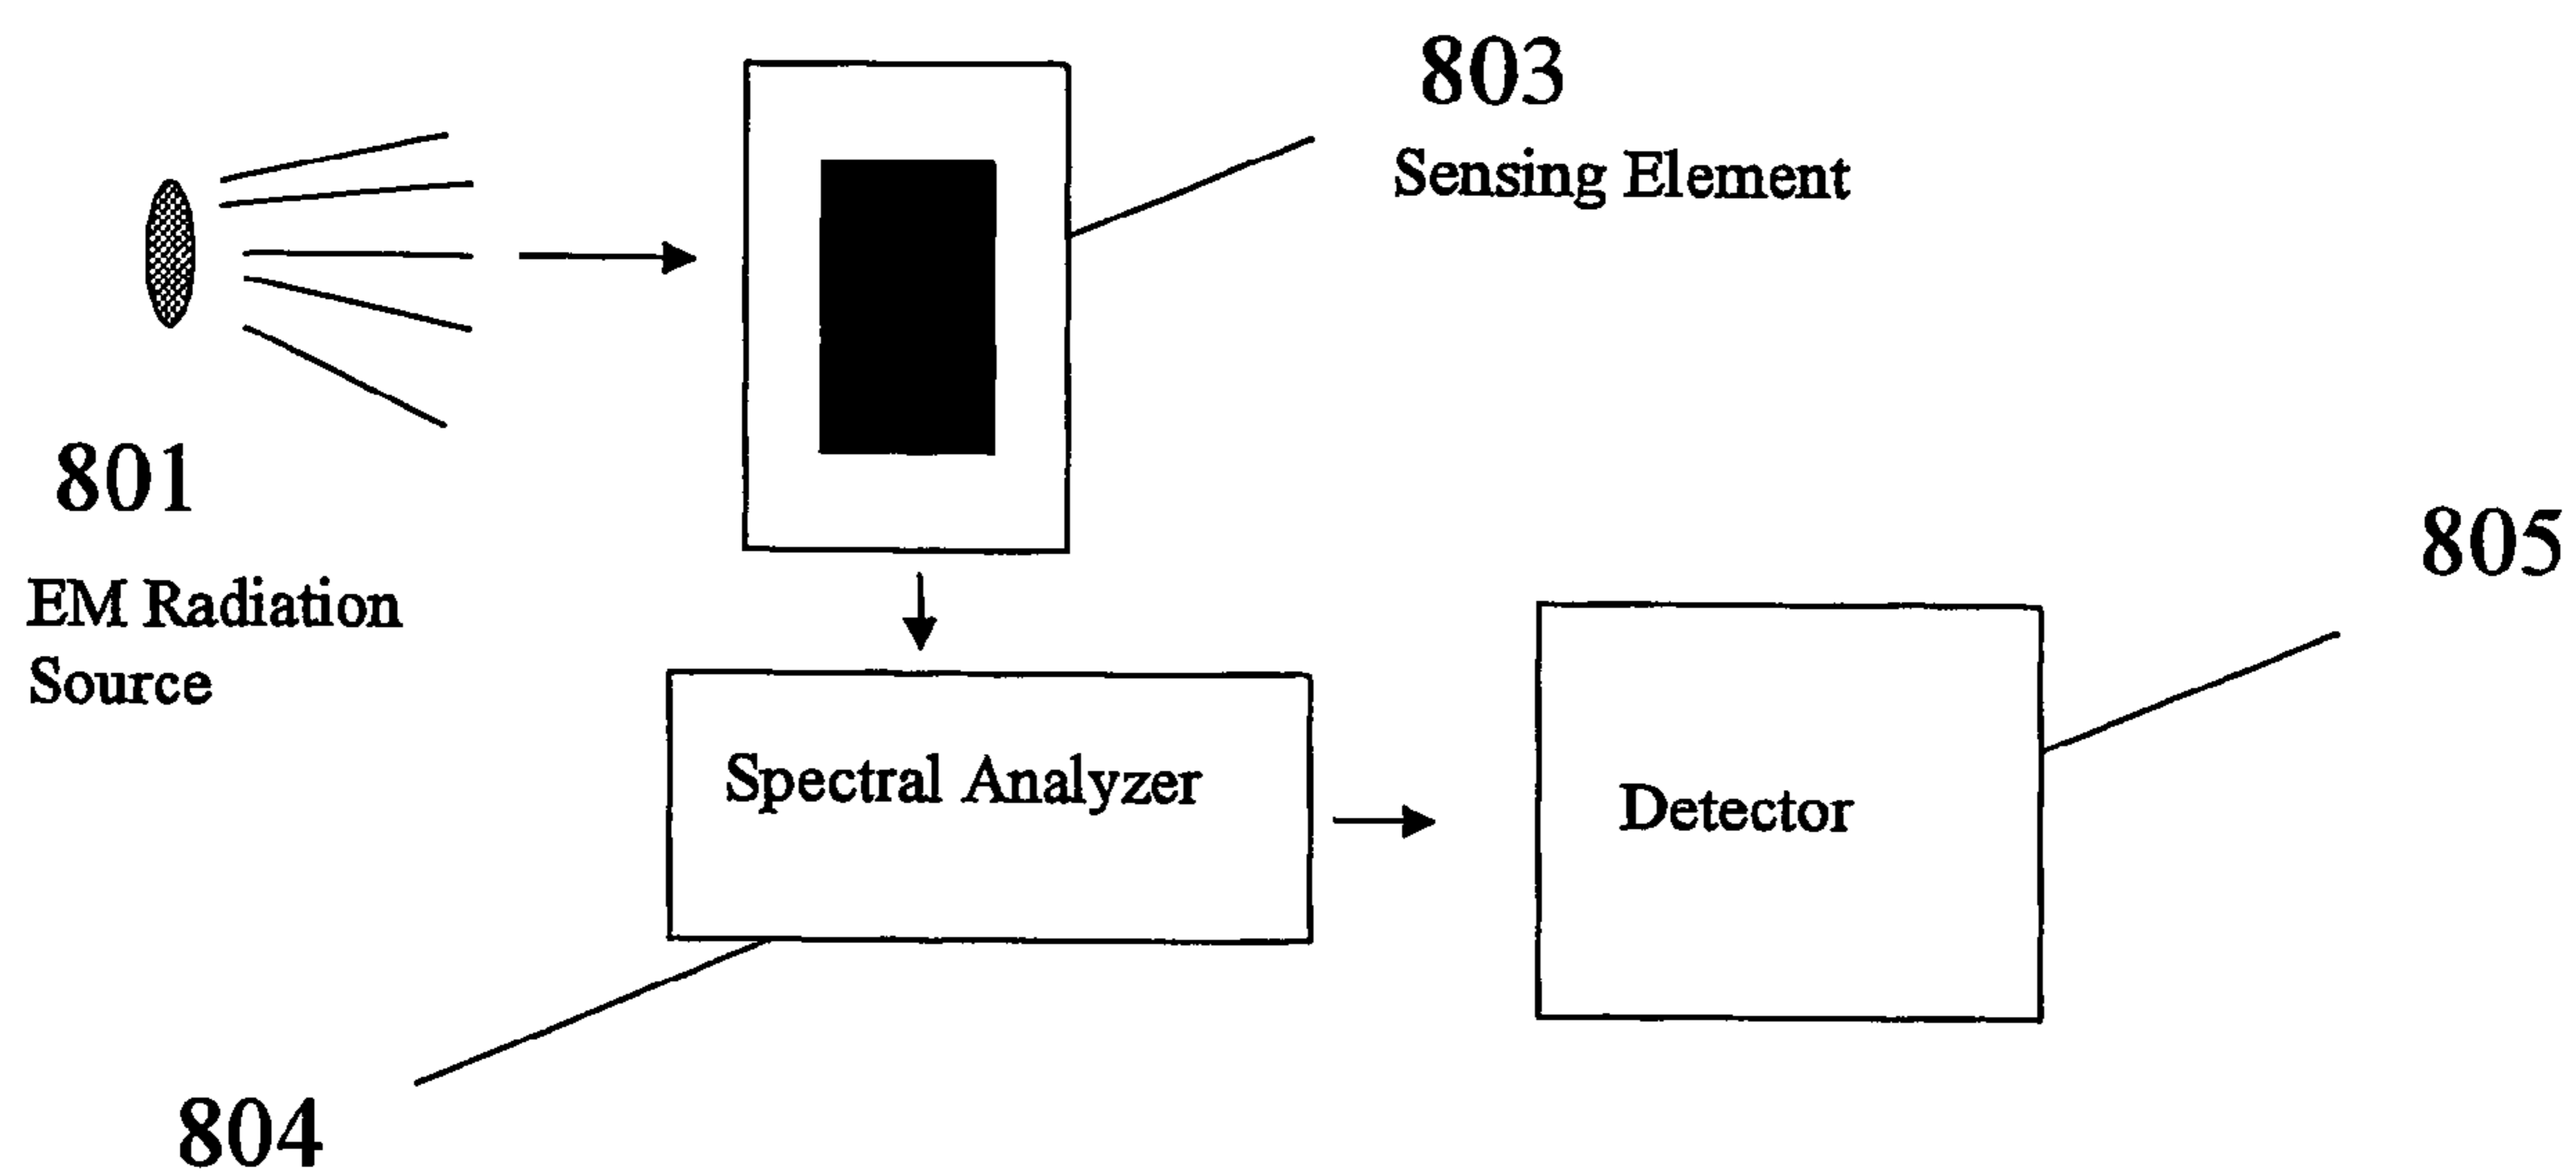 803
Sensing Element
801
EM Radiation
Source
805
Spectral Analyzer
Detector
804